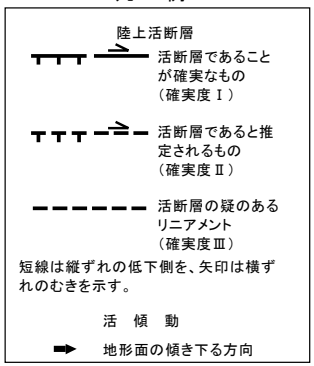 陸上活断層
活断層であること
が確実なもの
（確実度Ⅰ）
活断層であると推
定されるもの
（確実度Ⅱ）
活断層の疑のある
リニアメント
（確実度Ⅲ）
短線は縦ずれの低下側を、矢印は横ず
れのむきを示す。
活　傾　動
地形面の傾き下る方向